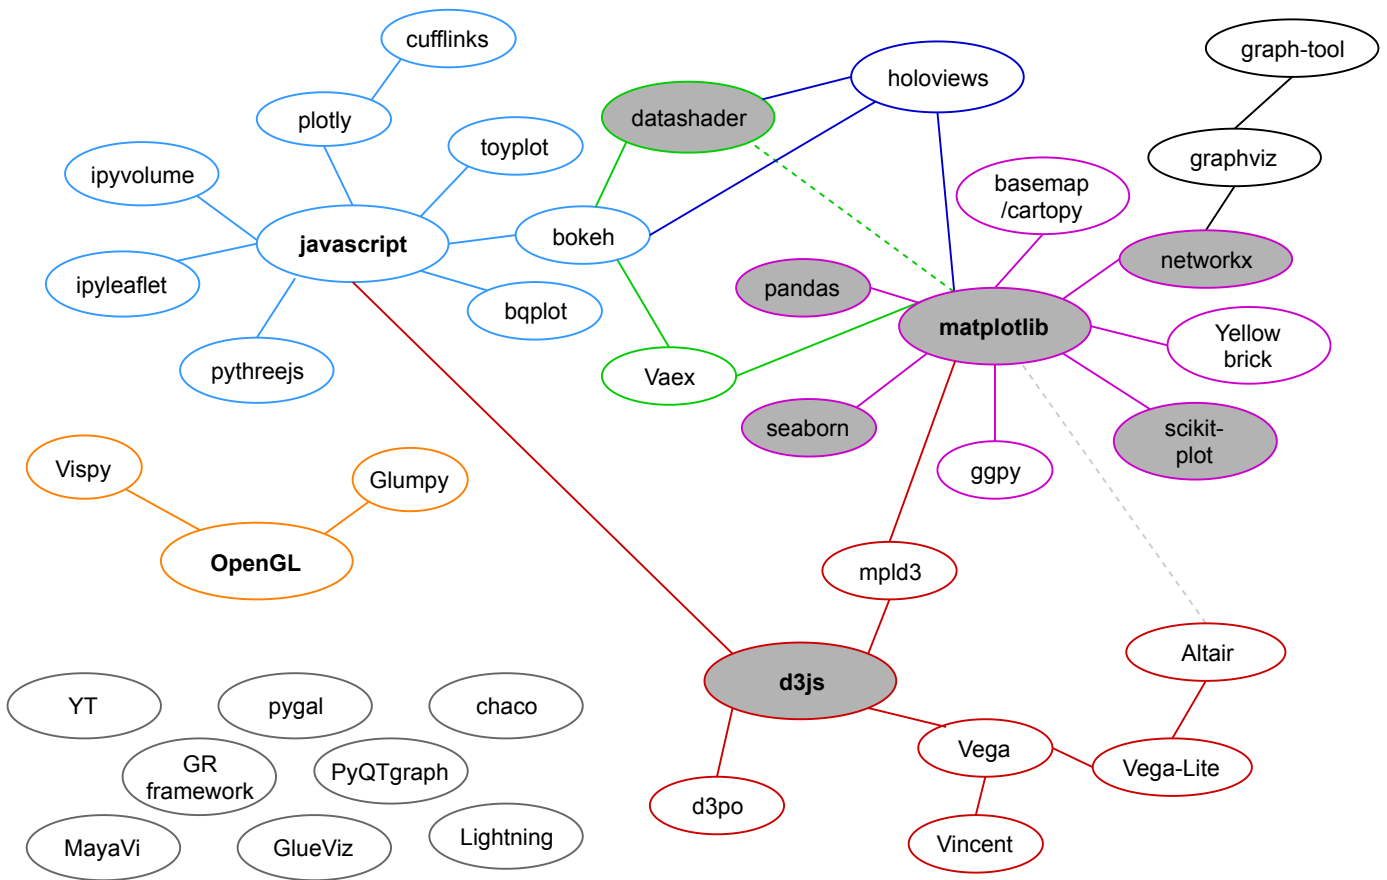 cufflinks
graph-tool
holoviews
plotly
datashader
toyplot
graphviz
ipyvolume
basemap
/cartopy
javascript
bokeh
networkx
ipyleaflet
pandas
bqplot
matplotlib
Yellow
brick
pythreejs
Vaex
seaborn
scikit-
plot
Vispy
Glumpy
ggpy
OpenGL
mpld3
Altair
d3js
YT
pygal
chaco
Vega
Vega-Lite
GR
framework
PyQTgraph
d3po
MayaVi
GlueViz
Lightning
Vincent